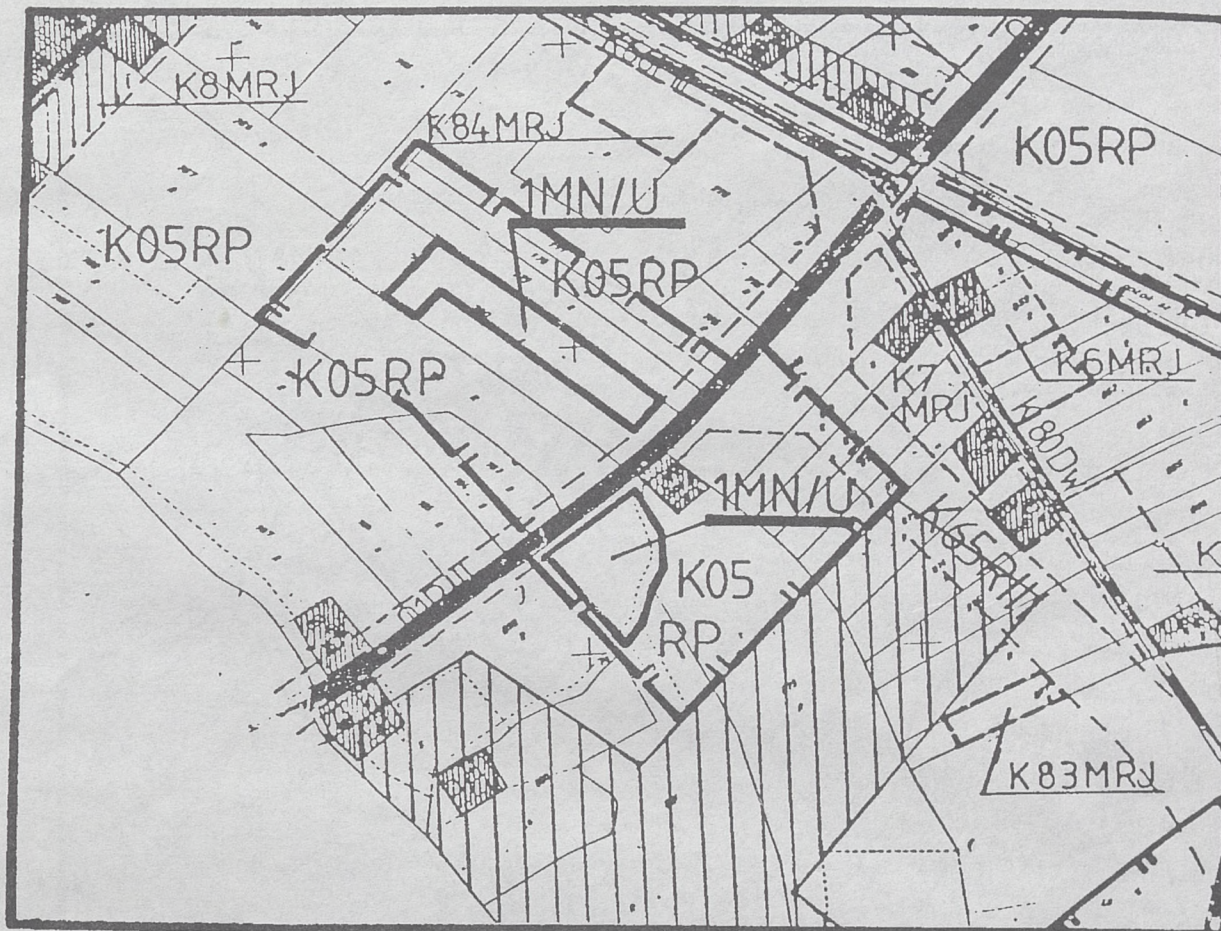 K8MRJ
K84MRJ
1MN/U
K05RP
K05RP
K05RP
K05RP
K6MRJ
K7
MRJ
K80Dw
1MN/U
K05
RP
K83MRJ